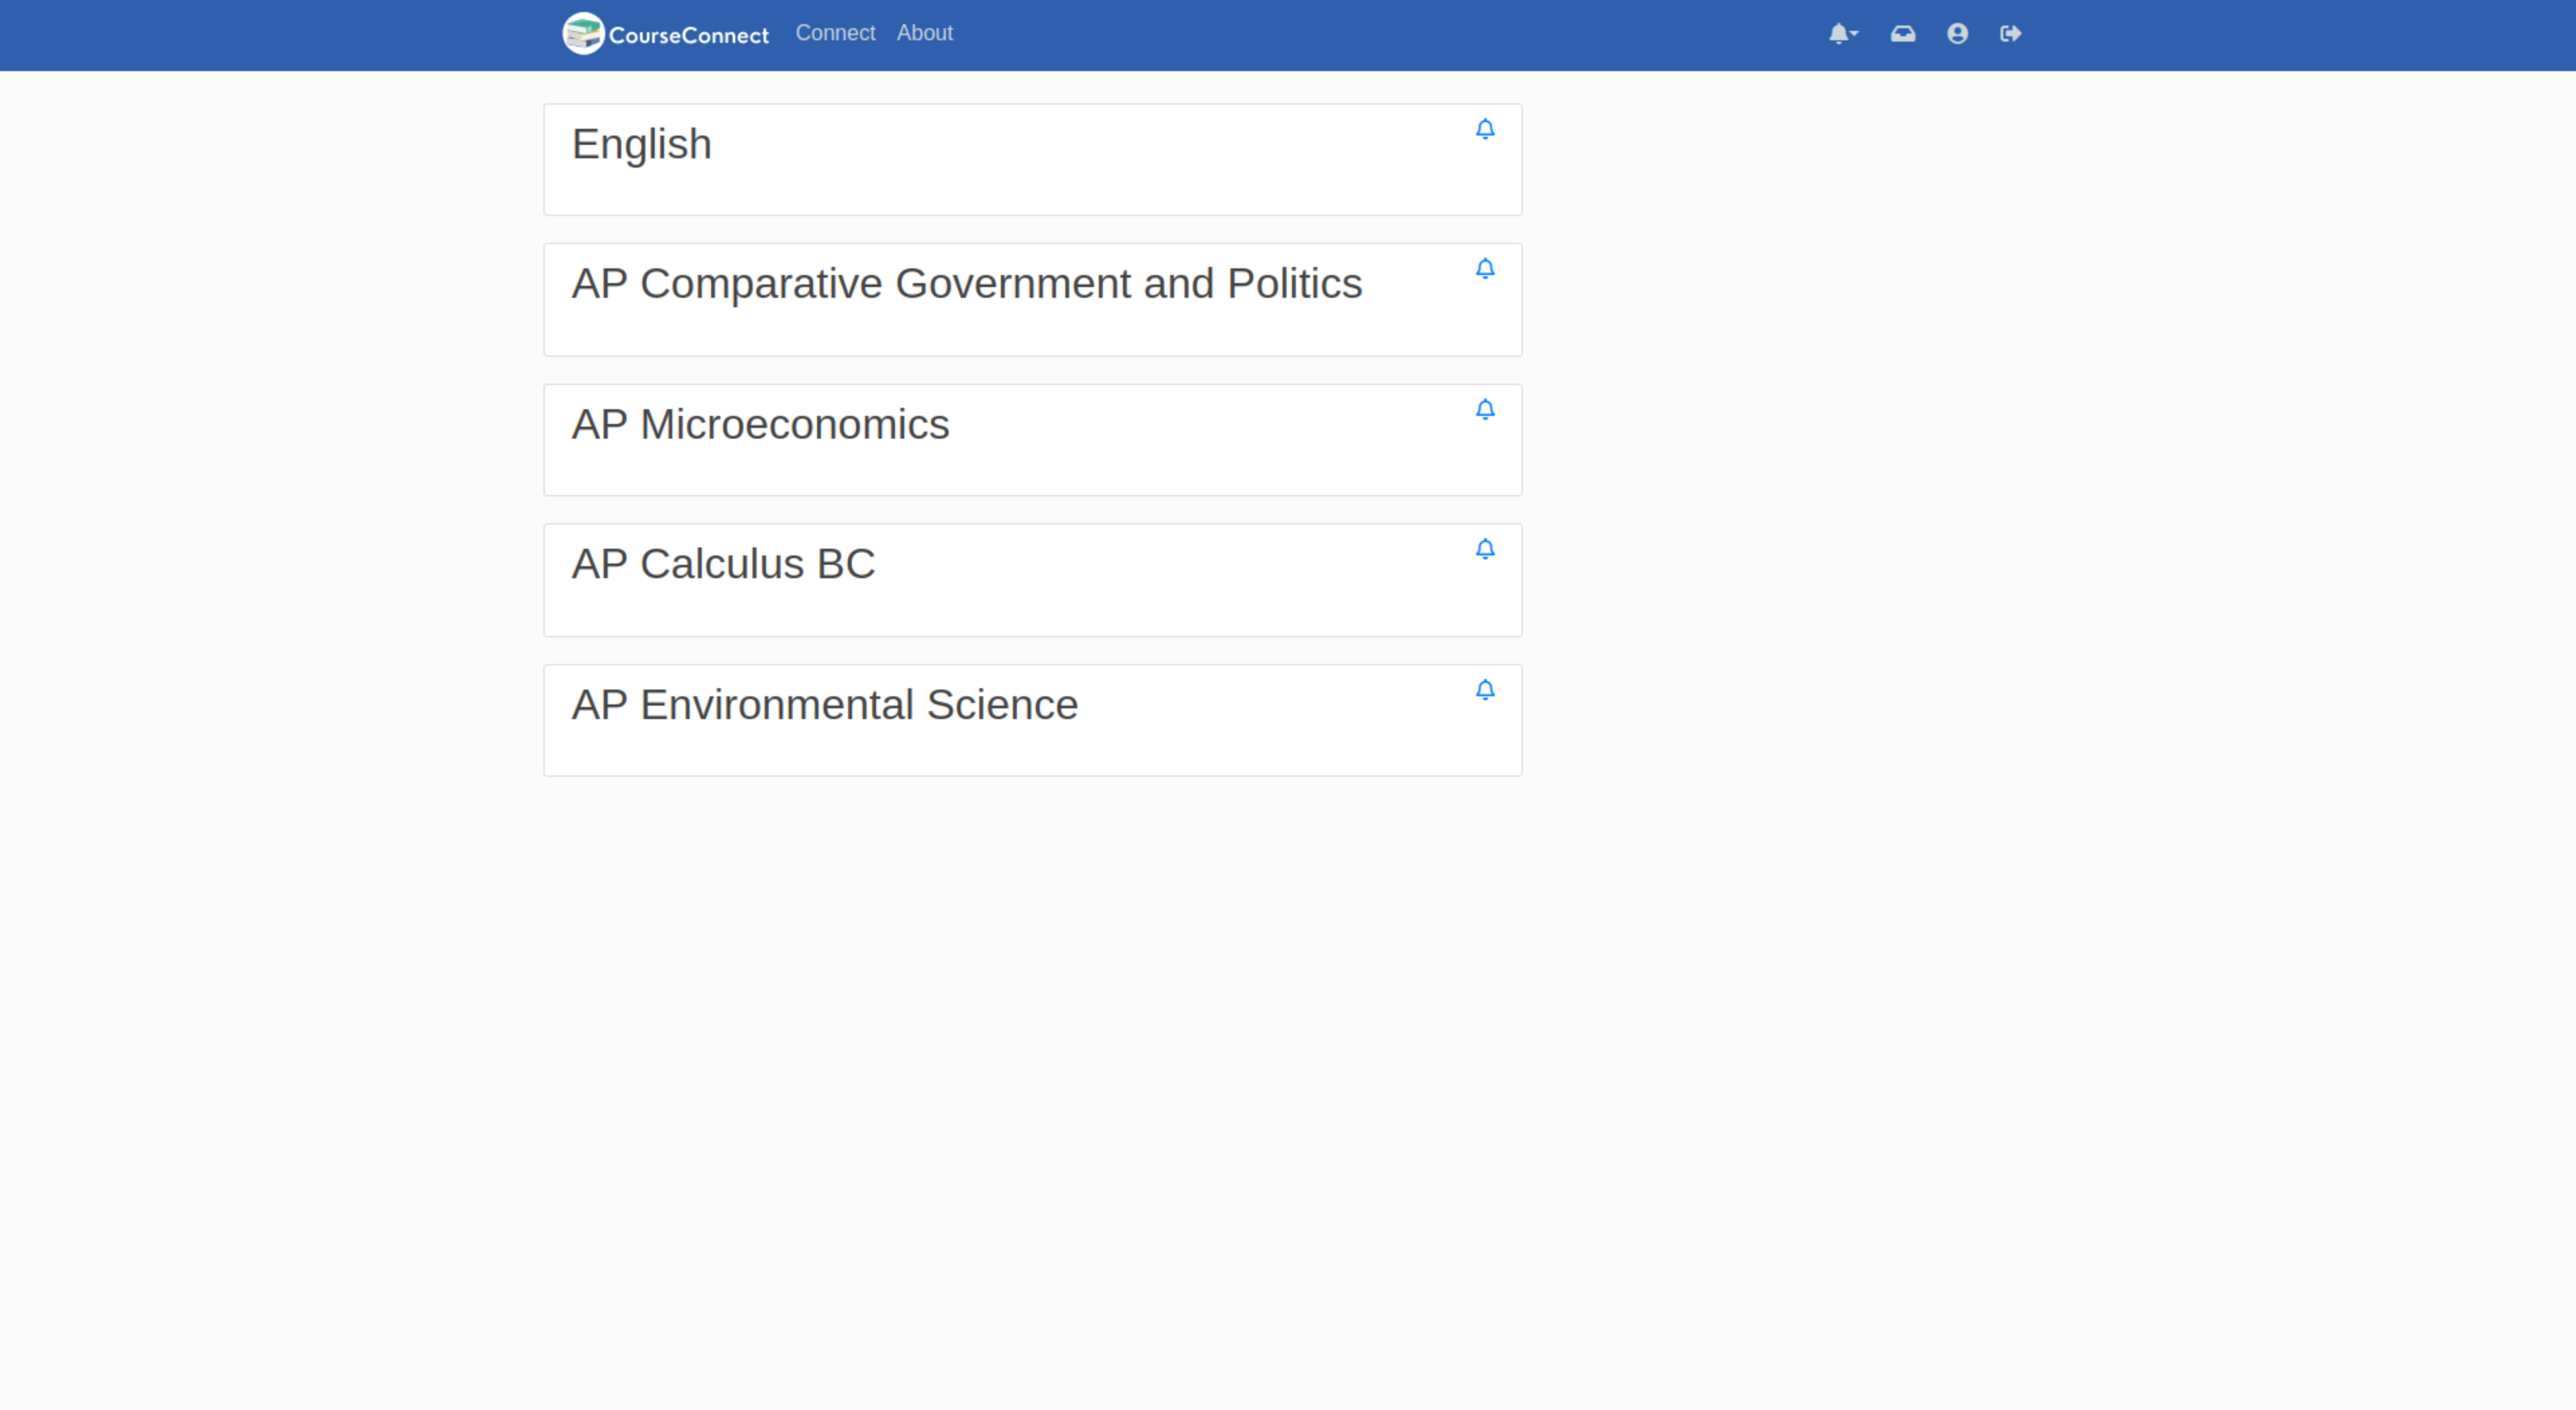 CourseConnect Connect About
English
AP Comparative Government and Politics
AP Microeconomics
AP Calculus BC
AP Environmental Science